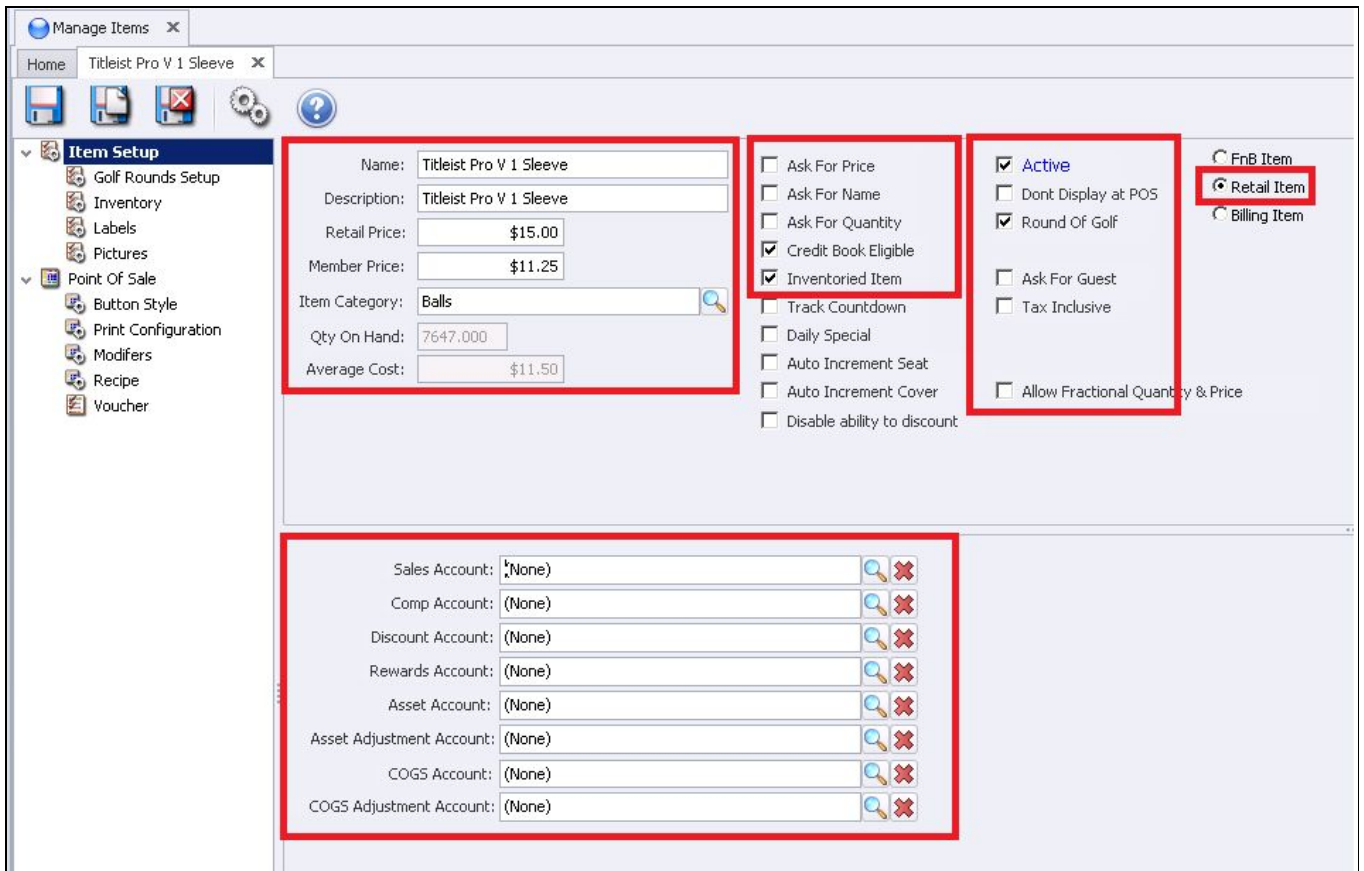 Manage Items
Home Titleist Pro V 1 Sleeve
Item Setup
Golf Rounds Setup
Inventory
Labels
Pictures
Point Of Sale
Button Style
Print Configuration
Modifers
Recipe
Voucher
Name: Titleist Pro V 1 Sleeve
Description: Titleist Pro V 1 Sleeve
Retail Price: $15.00
Member Price: $11.25
Item Category: Balls
Qty On Hand: 7647.000
Average Cost: $11.50
Ask For Price
Ask For Name
Ask For Quantity
Credit Book Eligible
Inventoried Item
Track Countdown
Daily Special
Auto Increment Seat
Auto Increment Cover
Disable ability to discount
Active
Dont Display at POS
Round Of Golf
Ask For Guest
Tax Inclusive
Allow Fractional Quantity & Price
FnB Item
Retail Item
Billing Item
Sales Account: (None)
Comp Account: (None)
Discount Account: (None)
Rewards Account: (None)
Asset Account: (None)
Asset Adjustment Account: (None)
COGS Account: (None)
COGS Adjustment Account: (None)